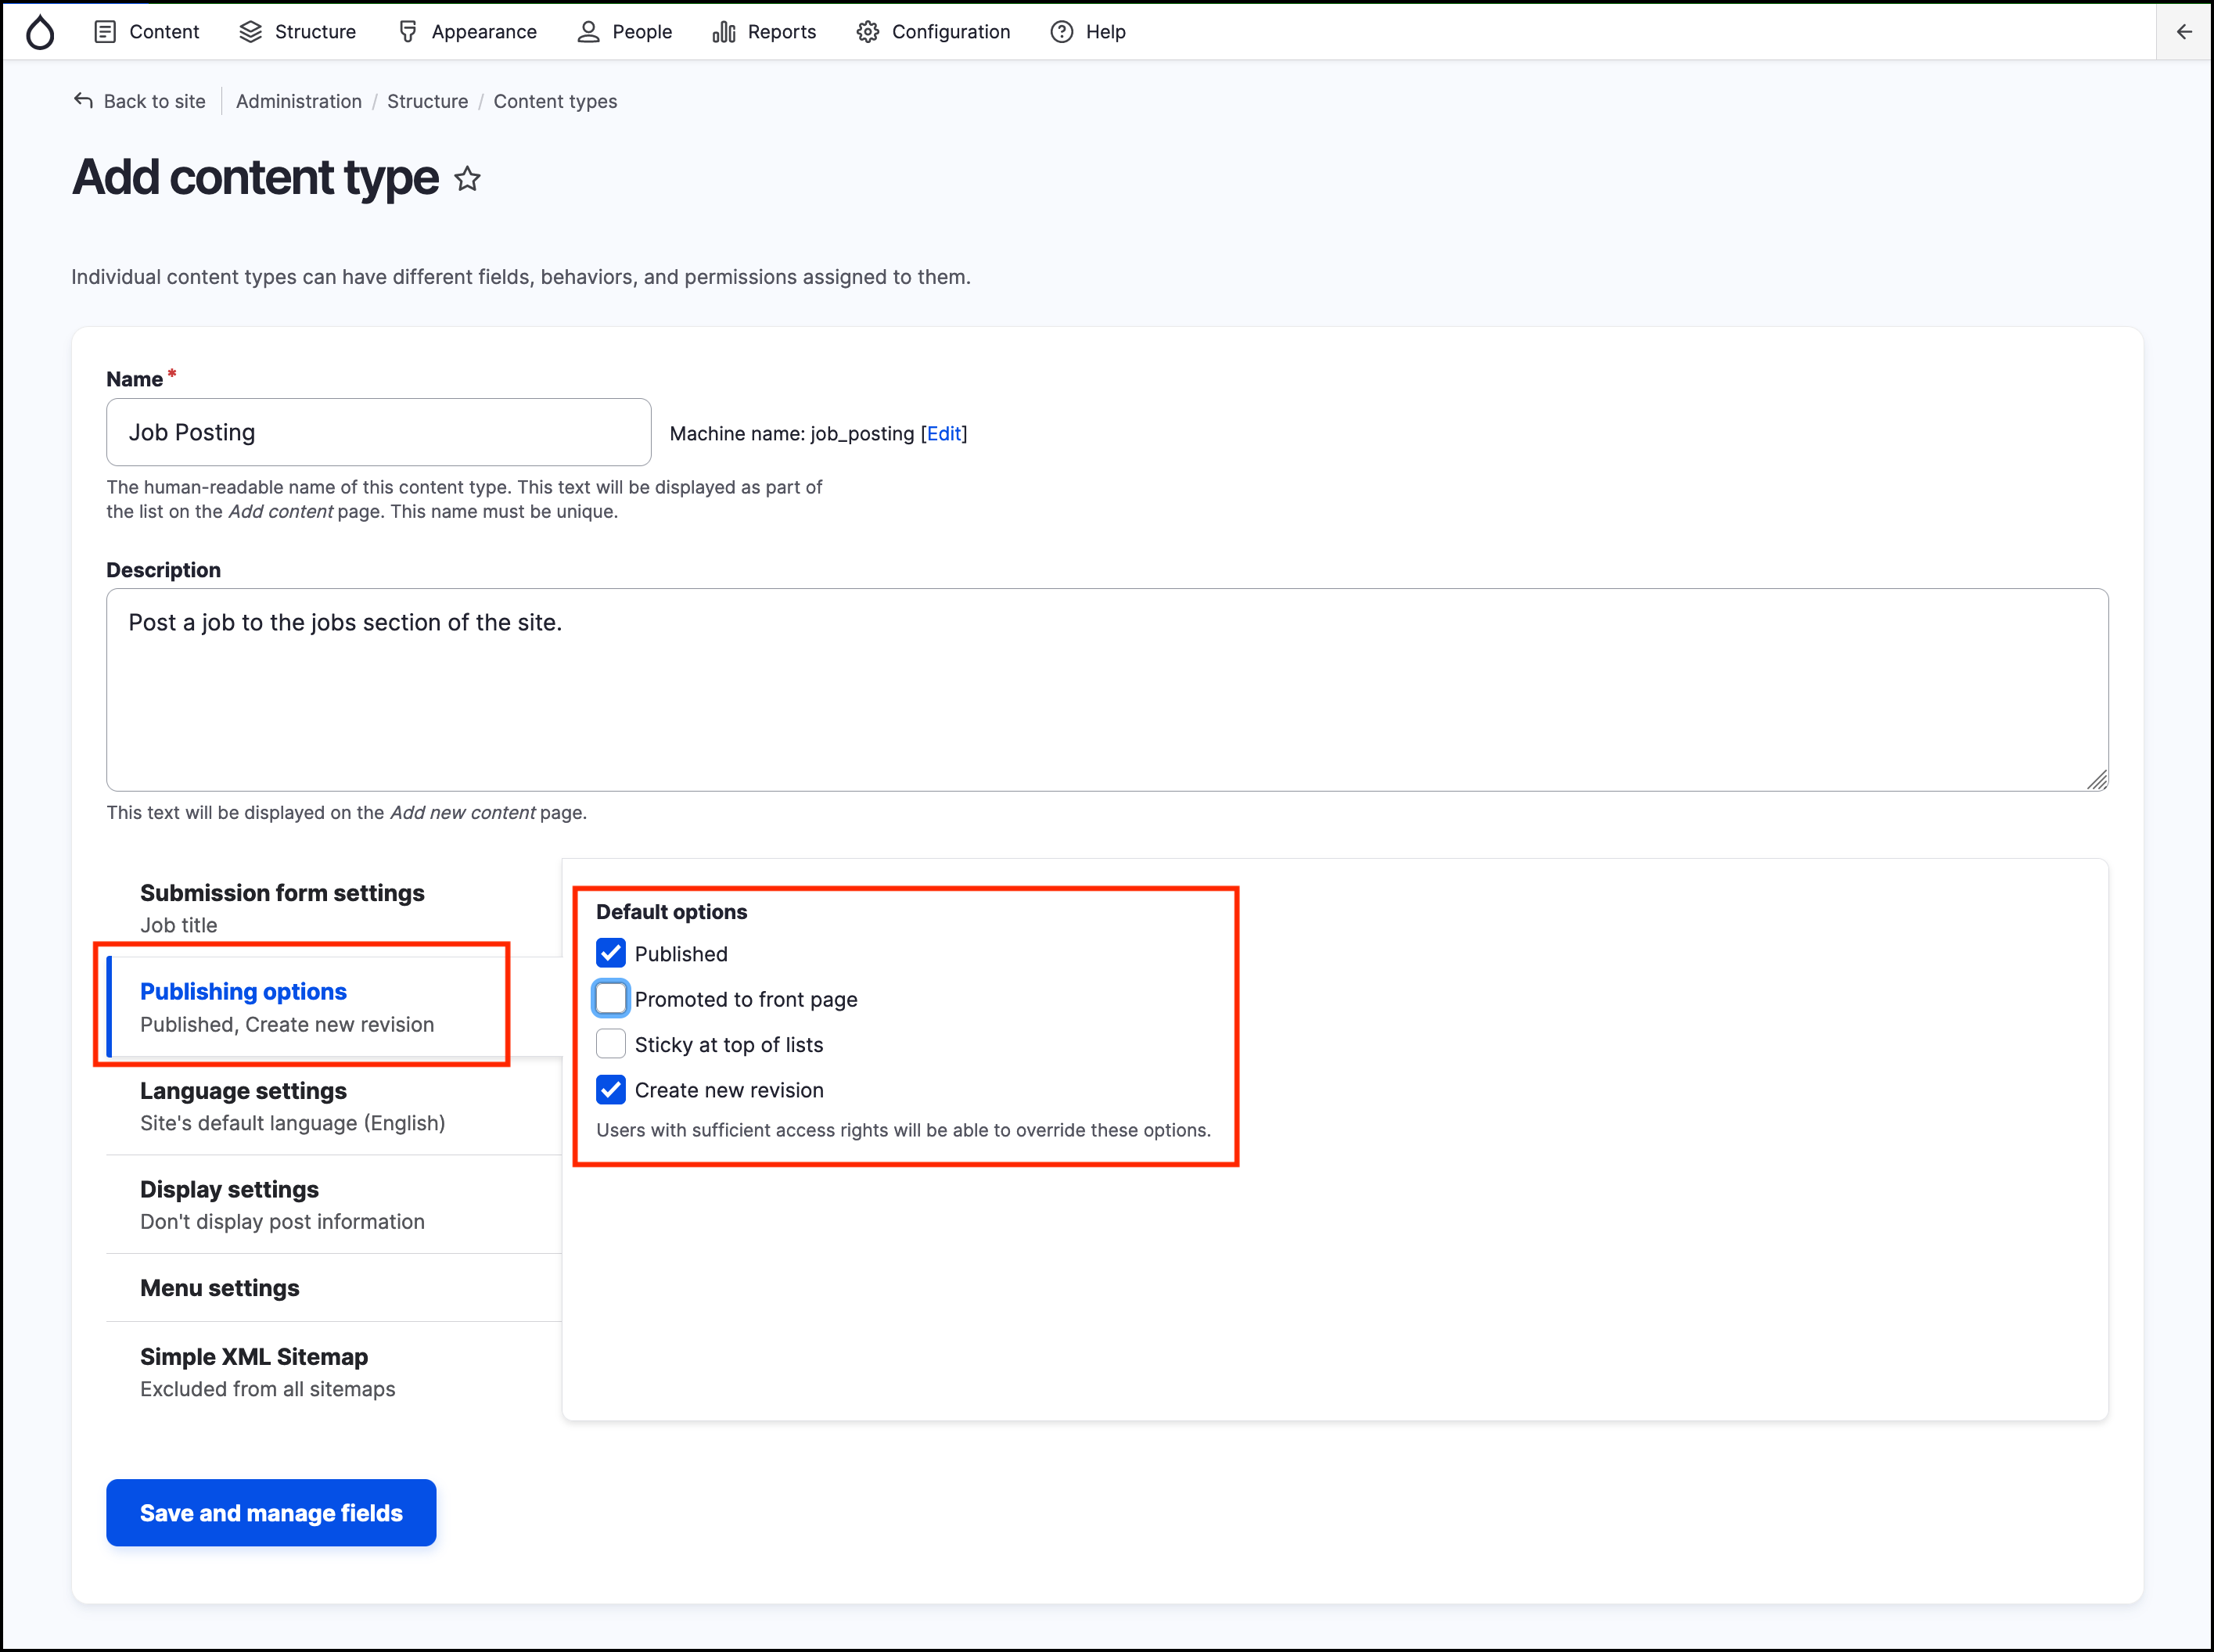 Content Structure Appearance People Reports Configuration Help
Back to site Administration / Structure / Content types
Add content type
Individual content types can have different fields, behaviors, and permissions assigned to them.
Name *
Job Posting
Machine name: job_posting [Edit]
The human-readable name of this content type. This text will be displayed as part of
the list on the Add content page. This name must be unique.
Description
Post a job to the jobs section of the site.
This text will be displayed on the Add new content page.
Submission form settings
Job title
Publishing options
Published, Create new revision
Language settings
Site's default language (English)
Display settings
Don't display post information
Menu settings
Simple XML Sitemap
Excluded from all sitemaps
Default options
Published
Promoted to front page
Sticky at top of lists
Create new revision
Users with sufficient access rights will be able to override these options.
Save and manage fields